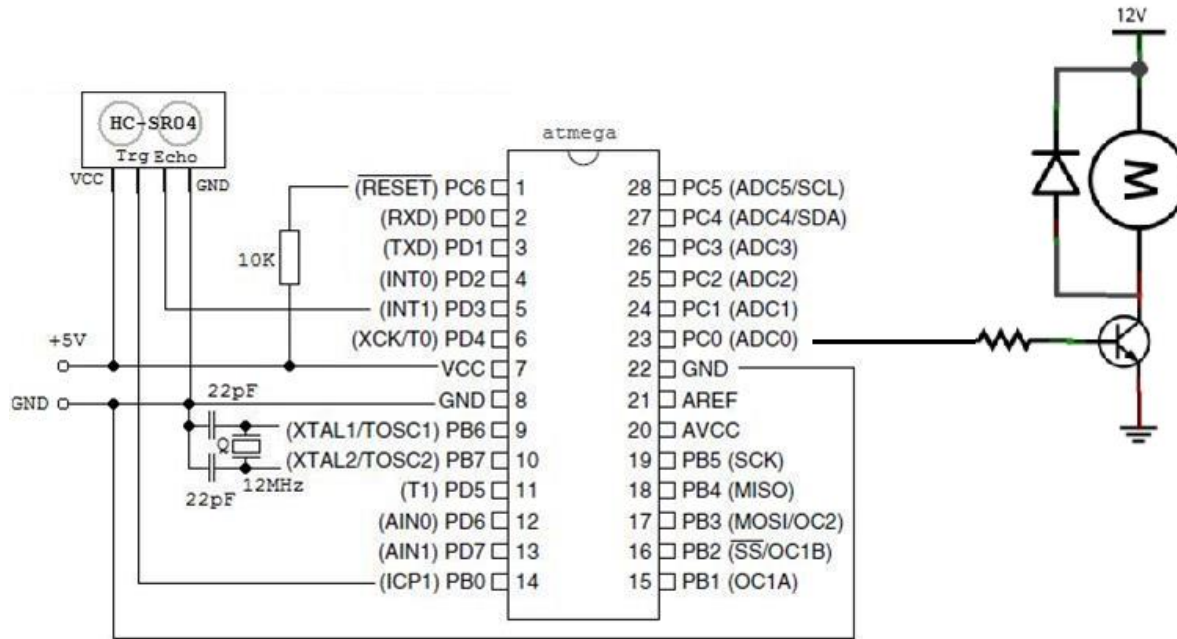 12V
HC-SR04
Trg Echo
VCC
GND
atmega
M
10K
+5V
GND
22pF
Q
22pF
12MHz
(RESET) PC6 1
(RXD) PD0 2
(TXD) PD1 3
(INT0) PD2 4
(INT1) PD3 5
(XCK/T0) PD4 6
VCC 7
GND 8
(XTAL1/TOSC1) PB6 9
(XTAL2/TOSC2) PB7 10
(T1) PD5 11
(AIN0) PD6 12
(AIN1) PD7 13
(ICP1) PB0 14
28 PC5 (ADC5/SCL)
27 PC4 (ADC4/SDA)
26 PC3 (ADC3)
25 PC2 (ADC2)
24 PC1 (ADC1)
23 PC0 (ADC0)
22 GND
21 AREF
20 AVCC
19 PB5 (SCK)
18 PB4 (MISO)
17 PB3 (MOSI/OC2)
16 PB2 (SS/OC1B)
15 PB1 (OC1A)